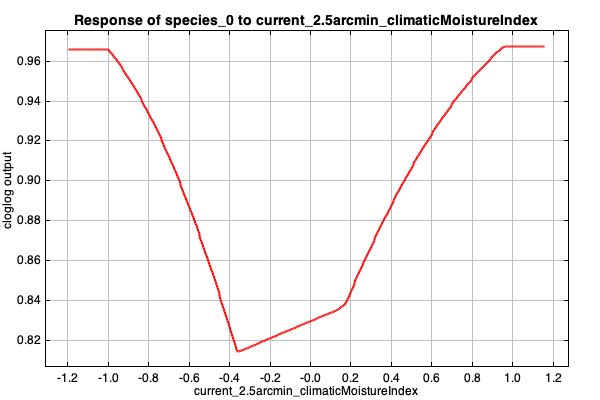 Response of species_0 to current_2.5arcmin_climaticMoistureIndex
0.96
0.94
0.92
0.90
0.88
0.86
0.84
0.82
cloglog output
-1.2 -1.0 -0.8 -0.6 -0.4 -0.2 -0.0 0.2 0.4 0.6 0.8 1.0 1.2
current_2.5arcmin_climaticMoistureIndex